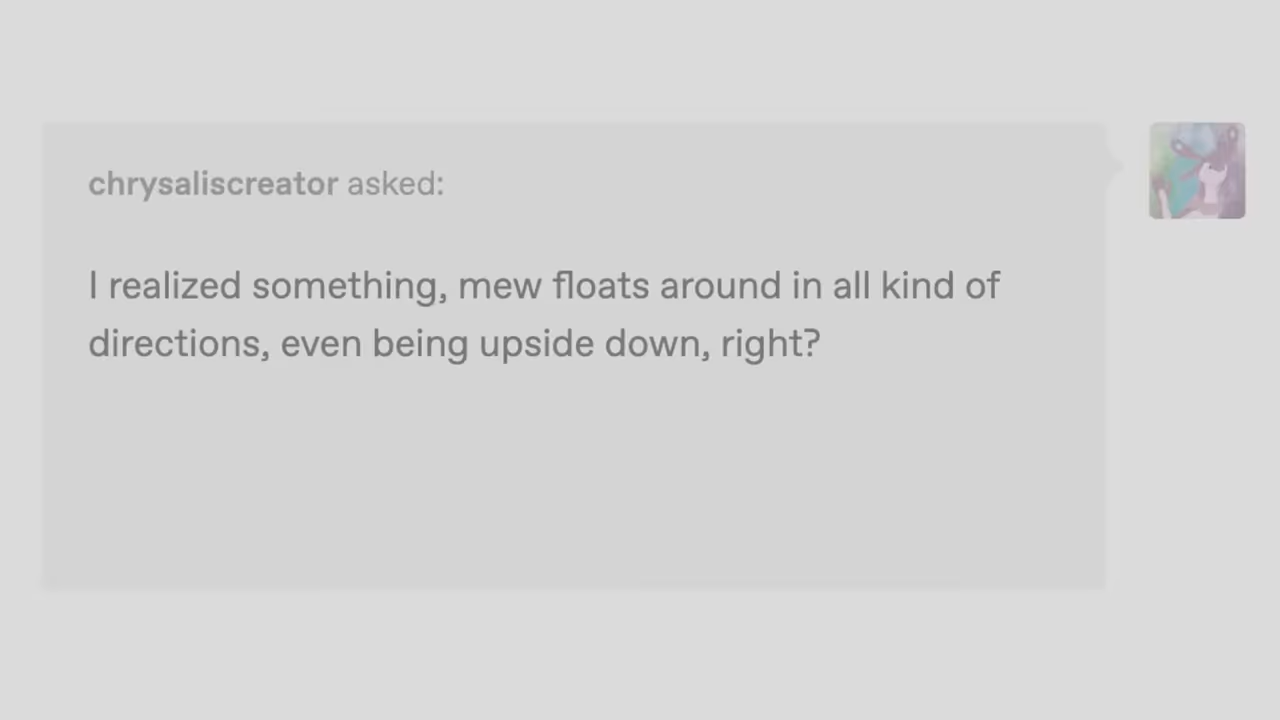 chrysaliscreator asked:
I realized something, mew floats around in all kind of
directions, even being upside down, right?